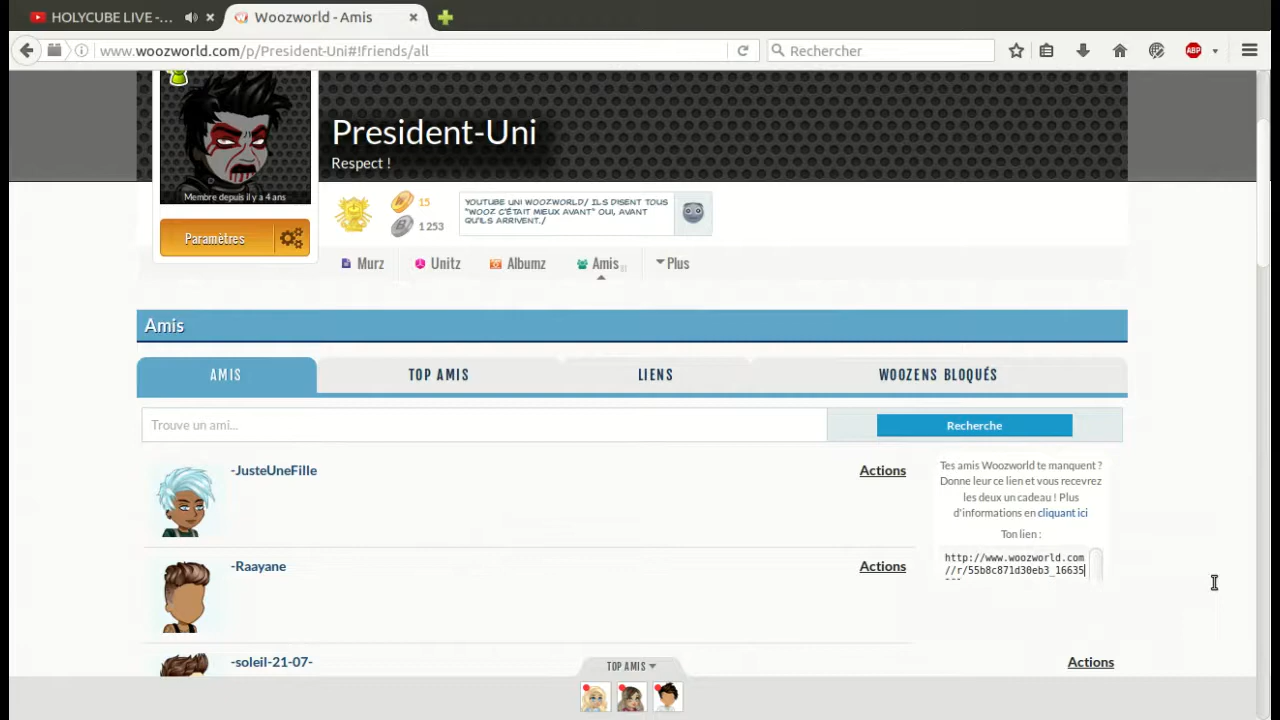 HOLYCUBE LIVE -...
Woozworld - Amis
www.woozworld.com/p/President-Uni#!friends/all
Rechercher
ABP
President-Uni
Respect !
Membre depuis il y a 4 ans
15
1 253
YOUTUBE UNI WOOZWORLD/ ILS DISENT TOUS
"WOOZ C'ÉTAIT MIEUX AVANT" OUI, AVANT
QU'ILS ARRIVENT./
Paramètres
Murz
Unitz
Albumz
Amis
Plus
Amis
AMIS
TOP AMIS
LIENS
WOOZENS BLOQUÉS
Trouve un ami...
Recherche
-JusteUneFille
Actions
-Raayane
Actions
-soleil-21-07-
Actions
Tes amis Woozworld te manquent ?
Donne leur ce lien et vous recevrez
les deux un cadeau ! Plus
d'informations en cliquant ici
Ton lien :
http://www.woozworld.com
//r/55b8c871d30eb3_16635
TOP AMIS